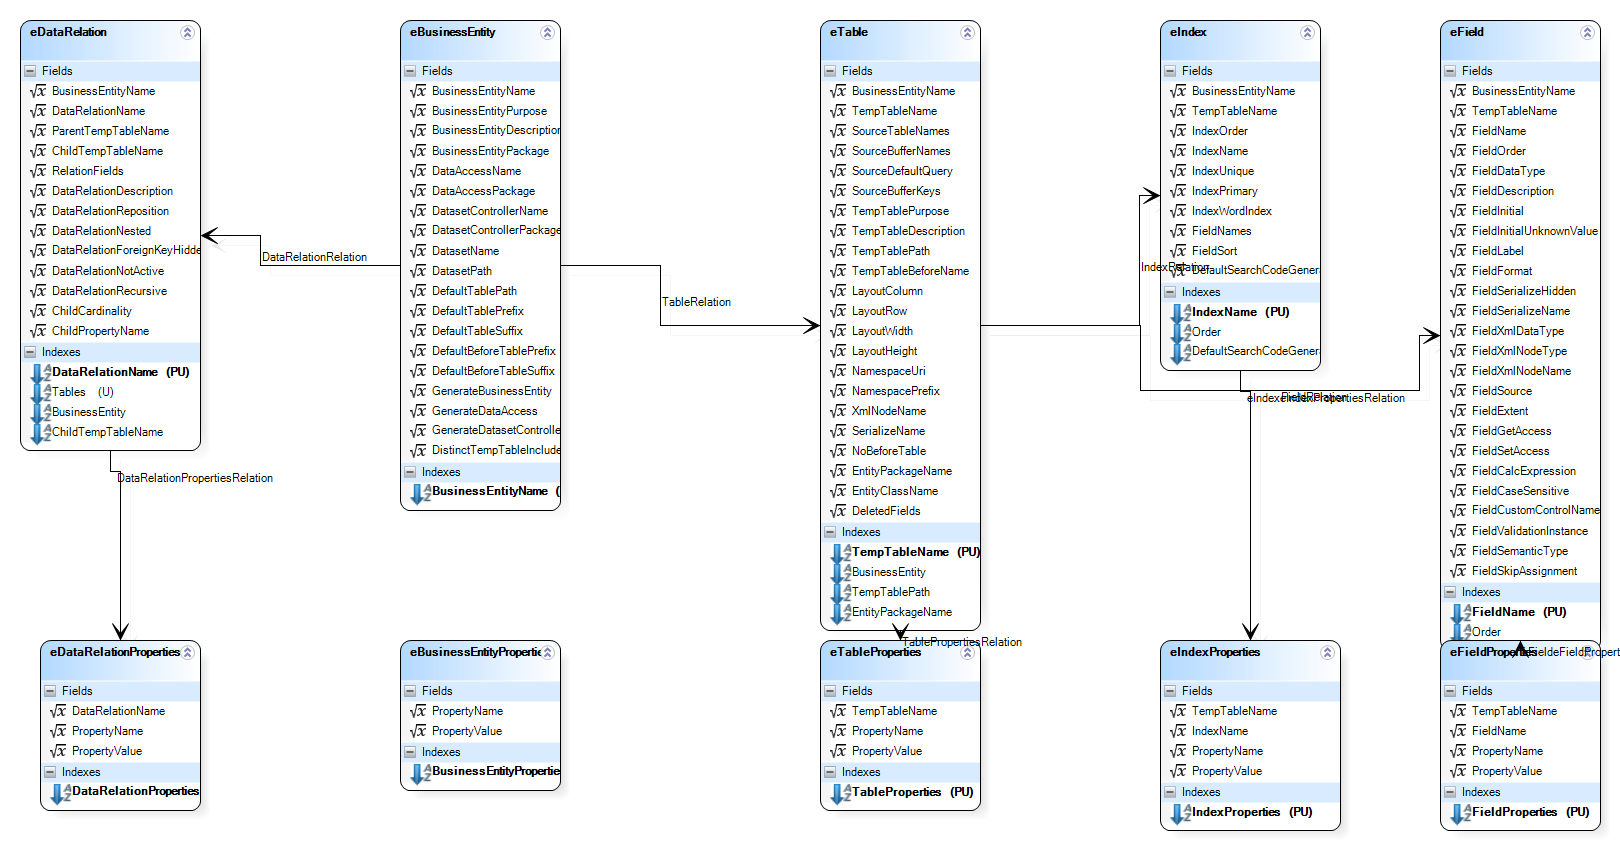 eDataRelation
Fields
BusinessEntityName
DataRelationName
ParentTempTableName
ChildTempTableName
RelationFields
DataRelationDescription
DataRelationReposition
DataRelationNested
DataRelationForeignKeyHidde
DataRelationNotActive
DataRelationRecursive
ChildCardinality
ChildPropertyName
Indexes
DataRelationName (PU)
Tables (U)
BusinessEntity
ChildTempTableName
DataRelationRelation
DataRelationPropertiesRelation
eBusinessEntity
Fields
BusinessEntityName
BusinessEntityPurpose
BusinessEntityDescription
BusinessEntityPackage
DataAccessName
DataAccessPackage
DatasetControllerName
DatasetControllerPackage
DatasetName
DatasetPath
DefaultTablePath
DefaultTablePrefix
DefaultTableSuffix
DefaultBeforeTablePrefix
DefaultBeforeTableSuffix
GenerateBusinessEntity
GenerateDataAccess
GenerateDatasetControlle
DistinctTempTableInclude
Indexes
BusinessEntityName (
TableRelation
eTable
Fields
BusinessEntityName
TempTableName
SourceTableNames
SourceBufferNames
SourceDefaultQuery
SourceBufferKeys
TempTablePurpose
TempTableDescription
TempTablePath
TempTableBeforeName
LayoutColumn
LayoutRow
LayoutWidth
LayoutHeight
NamespaceUri
NamespacePrefix
XmlNodeName
SerializeName
NoBeforeTable
EntityPackageName
EntityClassName
DeletedFields
Indexes
TempTableName (PU)
BusinessEntity
TempTablePath
EntityPackageName
TablePropertiesRelation
eIndex
Fields
BusinessEntityName
TempTableName
IndexOrder
IndexName
IndexUnique
IndexPrimary
IndexWordIndex
FieldNames
FieldSort
DefaultSearchCodeGenera
IndexRelation
Indexes
IndexName (PU)
Order
DefaultSearchCodeGenera
eIndexeIndexPropertiesRelation
FieldRelation
eField
Fields
BusinessEntityName
TempTableName
FieldName
FieldOrder
FieldDataType
FieldDescription
FieldInitial
FieldInitialUnknownValue
FieldLabel
FieldFormat
FieldSerializeHidden
FieldSerializeName
FieldXmlDataType
FieldXmlNodeType
FieldXmlNodeName
FieldSource
FieldExtent
FieldGetAccess
FieldSetAccess
FieldCalcExpression
FieldCaseSensitive
FieldCustomControlName
FieldValidationInstance
FieldSemanticType
FieldSkipAssignment
Indexes
FieldName (PU)
Order
eDataRelationProperties
Fields
DataRelationName
PropertyName
PropertyValue
Indexes
DataRelationProperties
eBusinessEntityPropertie
Fields
PropertyName
PropertyValue
Indexes
BusinessEntityPropertie
eTableProperties
Fields
TempTableName
PropertyName
PropertyValue
Indexes
TableProperties (PU)
eIndexProperties
Fields
TempTableName
IndexName
PropertyName
PropertyValue
Indexes
IndexProperties (PU)
eFieldProperties
Fields
TempTableName
FieldName
PropertyName
PropertyValue
Indexes
FieldProperties (PU)